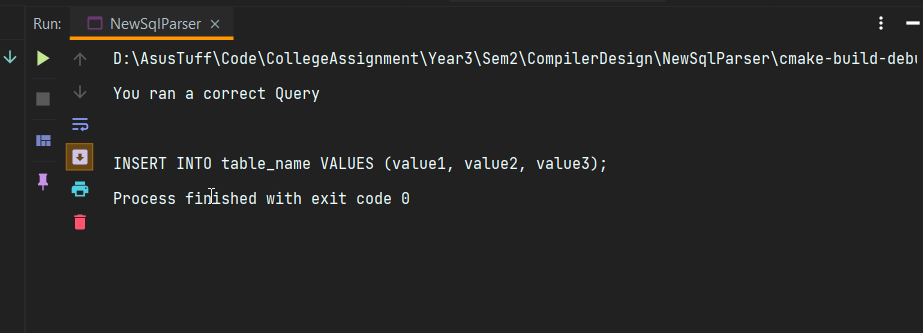 Run: NewSqlParser
D:\AsusTuff\Code\CollegeAssignment\Year3\Sem2\CompilerDesign\NewSqlParser\cmake-build-debu
You ran a correct Query
INSERT INTO table_name VALUES (value1, value2, value3);
Process finished with exit code 0